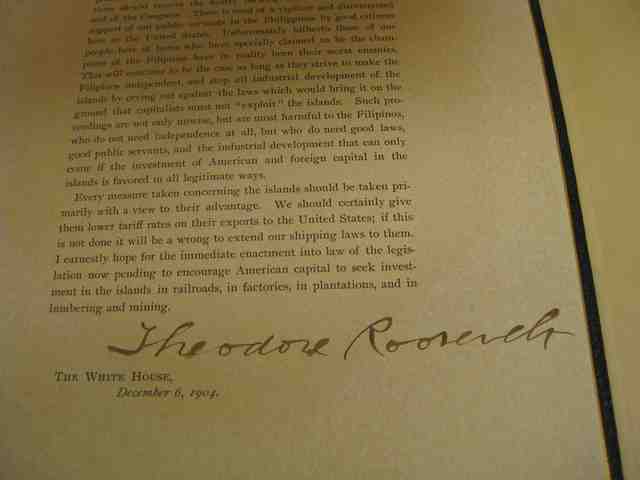 and of the Congress. There is need of a vigilant and disinterested
support of our public servants in the Philippines by good citizens
here in the United States. Unfortunately hitherto those of our
people here at home who have specially claimed to be the cham-
pions of the Filipinos have in reality been their worst enemies.
This will continue to be the case as long as they strive to make the
Filipinos independent, and stop all industrial development of the
islands by crying out against the laws which would bring it on the
ground that capitalists must not "exploit" the islands. Such pro-
ceedings are not only unwise, but are most harmful to the Filipinos,
who do not need independence at all, but who do need good laws,
good public servants, and the industrial development that can only
come if the investment of American and foreign capital in the
islands is favored in all legitimate ways.
Every measure taken concerning the islands should be taken pri-
marily with a view to their advantage. We should certainly give
them lower tariff rates on their exports to the United States; if this
is not done it will be a wrong to extend our shipping laws to them.
I earnestly hope for the immediate enactment into law of the legis-
lation now pending to encourage American capital to seek invest-
ment in the islands in railroads, in factories, in plantations, and in
lumbering and mining.
Theodore Roosevelt
The White House,
December 6, 1904.